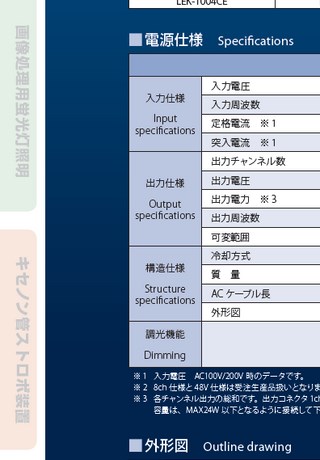 LEK-1004CE
画像処理用蛍光灯照明
キセノン管ストロボ装置
■電源仕様 Specifications
入力仕様
Input
specifications
入力電圧
入力周波数
定格電流 ※1
突入電流 ※1
出力仕様
Output
specifications
出力チャンネル数
出力電圧
出力電力 ※3
出力周波数
可変範囲
構造仕様
Structure
specifications
冷却方式
質 量
AC ケーブル長
外形図
調光機能
Dimming
※1 入力電圧 AC100V/200V 時のデータです。
※2 8ch 仕様と 48V 仕様は受注生産品扱いとなりま
※3 各チャンネル出力の総和です。出力コネクタ 1ch
容量は、MAX24W 以下となるように接続して下
■外形図 Outline drawing